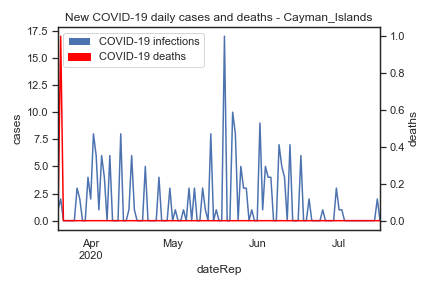 New COVID-19 daily cases and deaths - Cayman_Islands
COVID-19 infections
COVID-19 deaths
17.5
15.0
12.5
10.0
7.5
5.0
2.5
0.0
cases
1.0
0.8
0.6
0.4
0.2
0.0
deaths
Apr
2020
May
Jun
Jul
dateRep